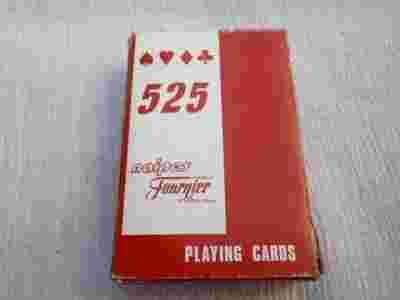 525
naipes
Fournier
PLAYING CARDS